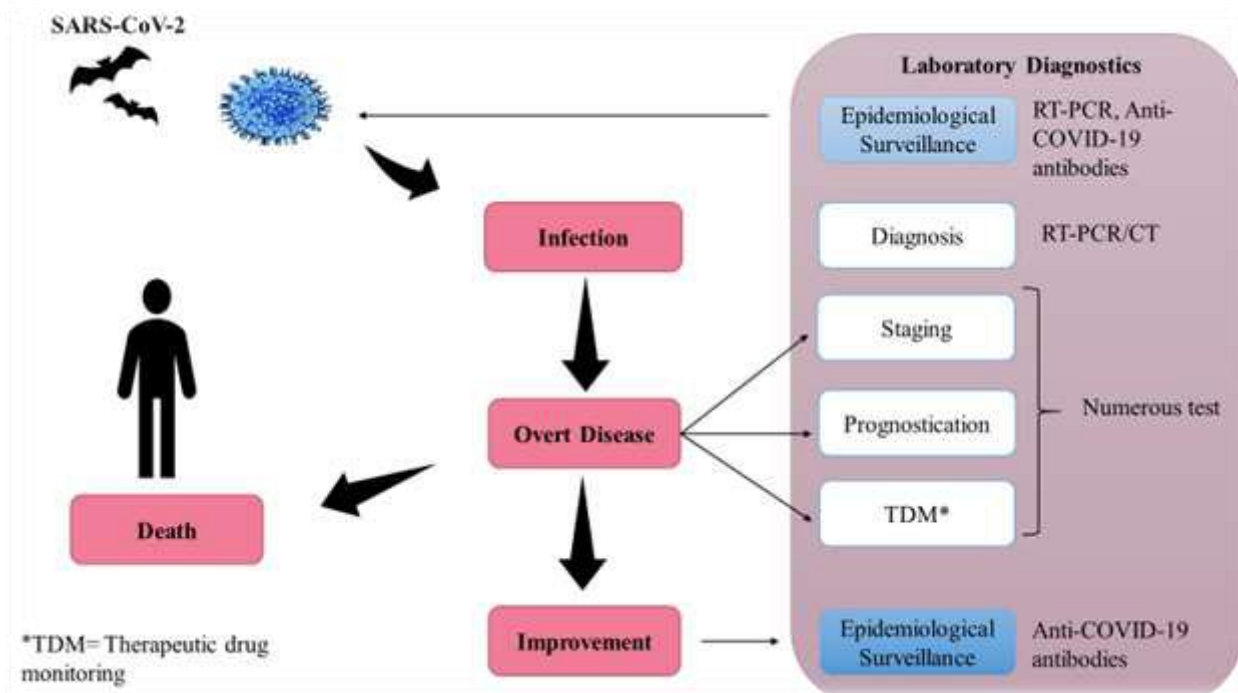 SARS-CoV-2
Laboratory Diagnostics
Epidemiological
Surveillance
RT-PCR, Anti-
COVID-19
antibodies
Infection
Diagnosis
RT-PCR/CT
Staging
Overt Disease
Prognostication
Numerous test
TDM*
Death
Improvement
Epidemiological
Surveillance
Anti-COVID-19
antibodies
*TDM= Therapeutic drug
monitoring